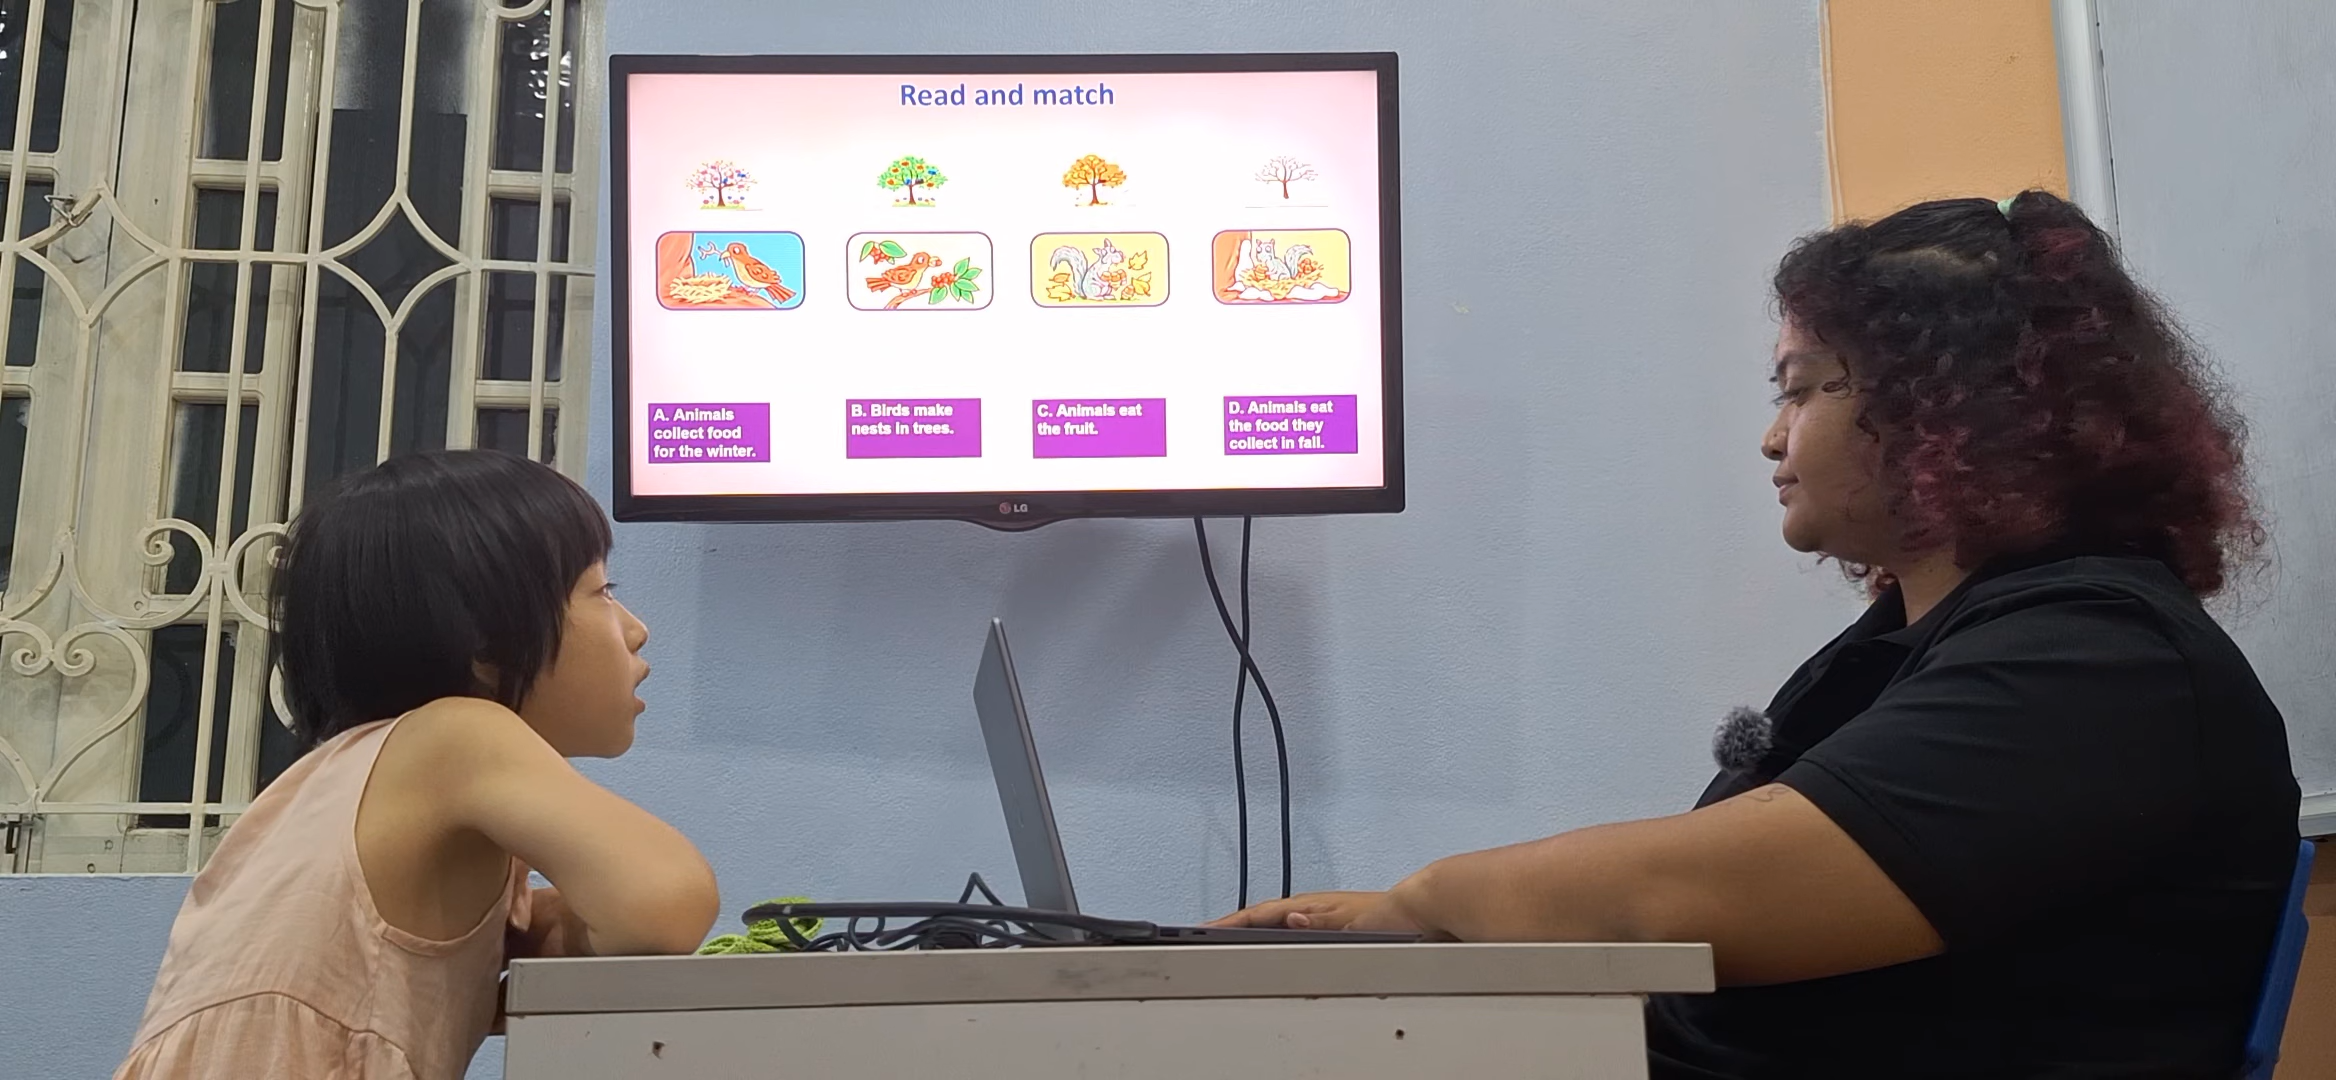 Read and match
A. Animals
collect food
for the winter.
B. Birds make
nests in trees.
C. Animals eat
the fruit.
D. Animals eat
the food they
collect in fall.
LG